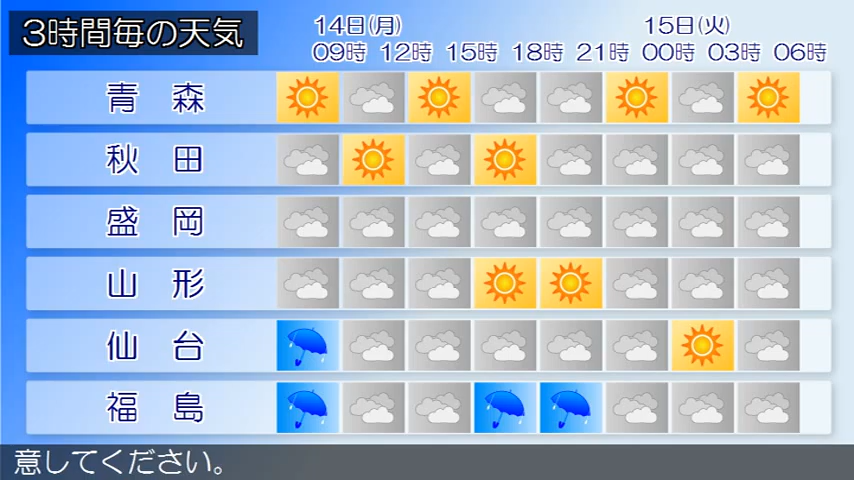 3時間毎の天気
14日(月) 15日(火)
09時 12時 15時 18時 21時 00時 03時 06時
青森
秋田
盛岡
山形
仙台
福島
意してください。